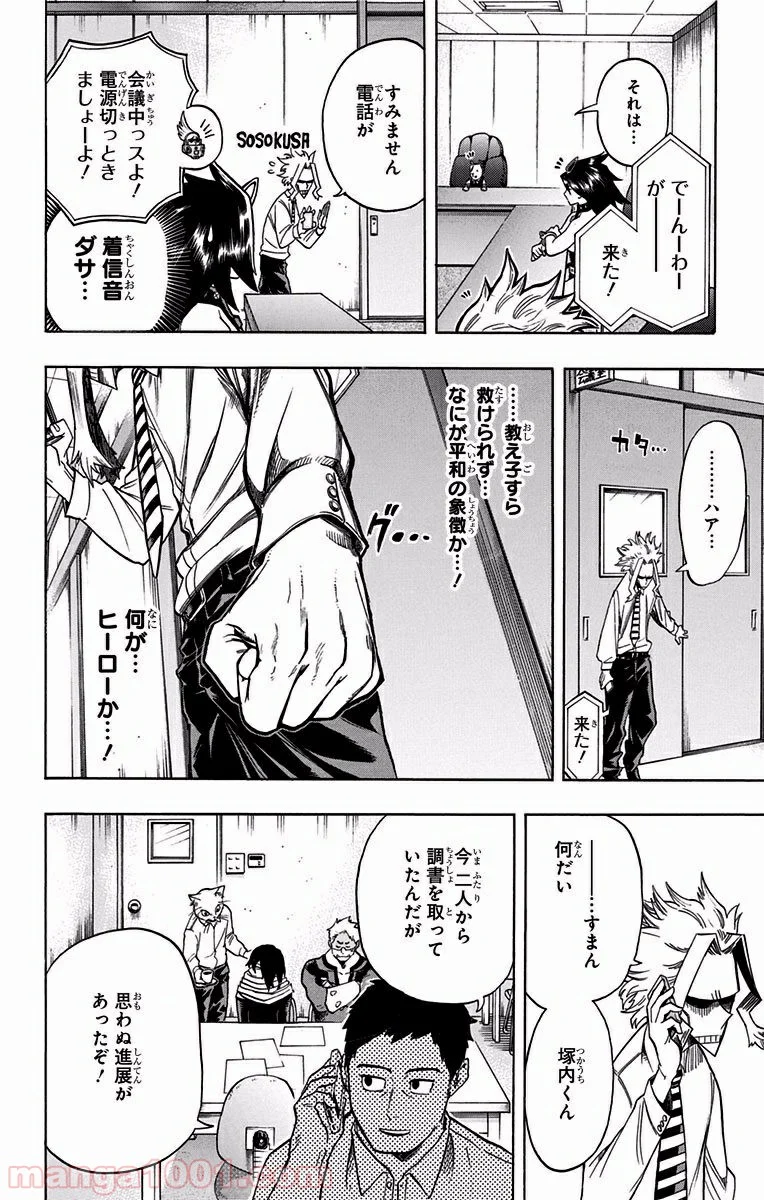 それは…
でーんーわー
がーー
来た!
すみません
電話が
SOSOKUSA
会議中っスよ!
電源切っとき
ましょーよ!
着信音
ダサ…
………ハア…
カタ…
来た!
……教え子すら
救けられず…
なにが平和の象徴か…!
グ…
何が…
ヒーローか…!
――…すまん
何だい
塚内くん
今二人から
調書を取って
いたんだが
思わぬ進展が
あったぞ!
manga1001.com